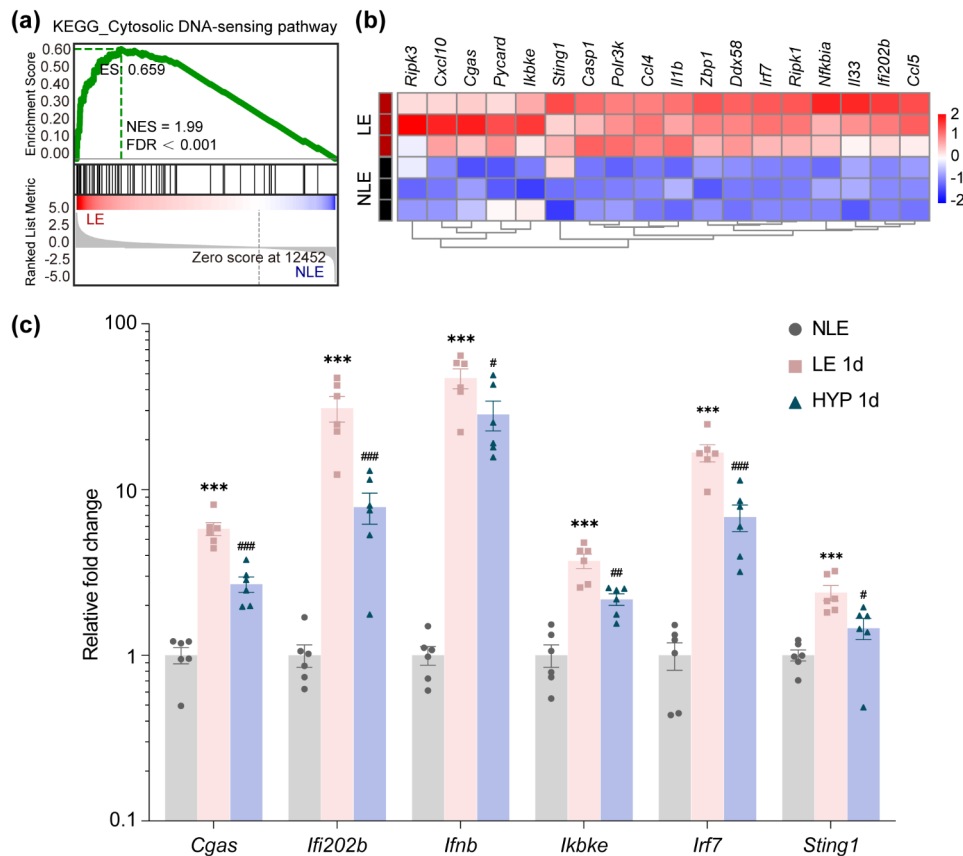 (a)
KEGG_Cytosolic DNA-sensing pathway
Enrichment Score
0.60
0.50
0.40
0.30
0.20
0.10
0.00
ES 0.659
NES = 1.99
FDR < 0.001
Ranked List Metric
5.0
2.5
0.0
-2.5
-5.0
LE
Zero score at 12452
NLE
(b)
Ripk3 Cxcl10 Cgas Pycard Ikbke Sting1 Casp1 Polr3k Ccl4 Il1b Zbp1 Ddx58 Irf7 Ripk1 Nfkbia Il33 Ifi202b Ccl5
LE
NLE
2
1
0
-1
-2
(c)
Relative fold change
100
10
1
0.1
NLE
LE 1d
HYP 1d
*** ### *** ### *** # *** ## *** ### *** #
Cgas Ifi202b Ifnb Ikbke Irf7 Sting1